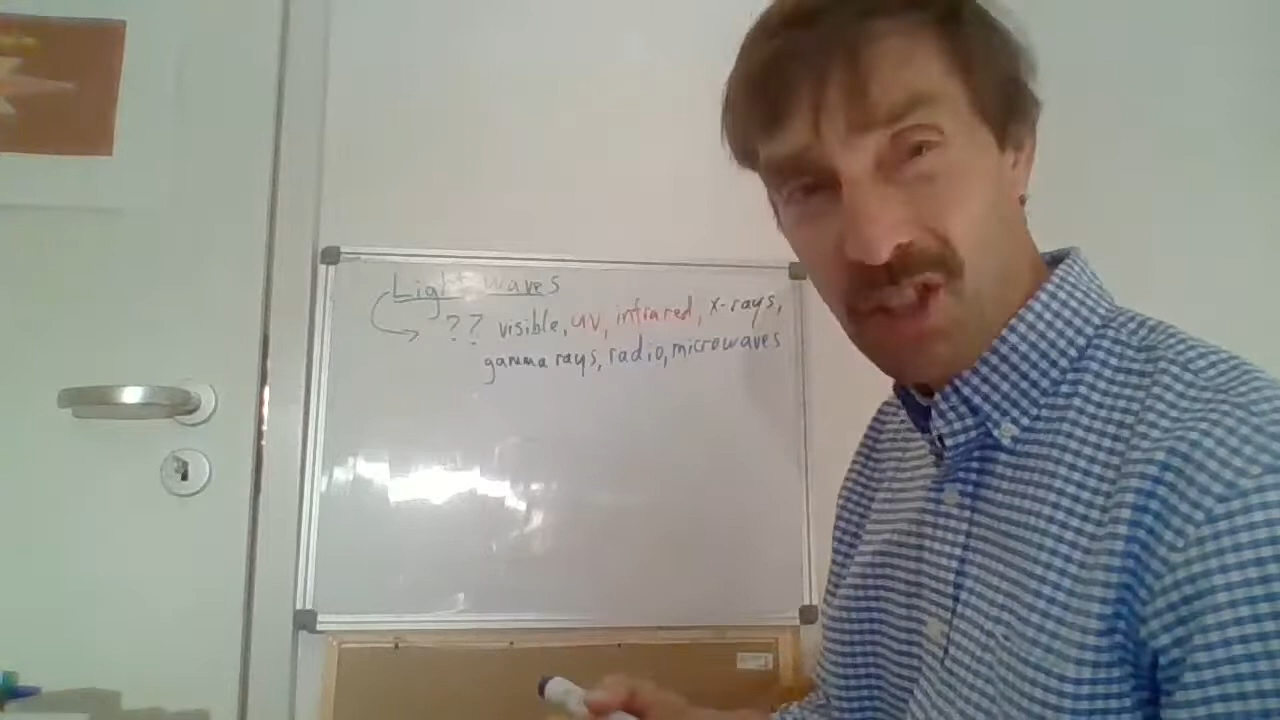 Light waves
?? visible, uv, infrared, x-rays,
gamma rays, radio, microwaves